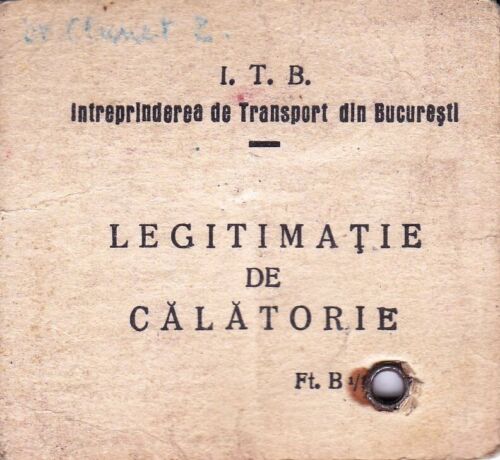 I. T. B.
Intreprinderea de Transport din Bucureşti
LEGITIMAŢIE
DE
CĂLĂTORIE
Ft. B